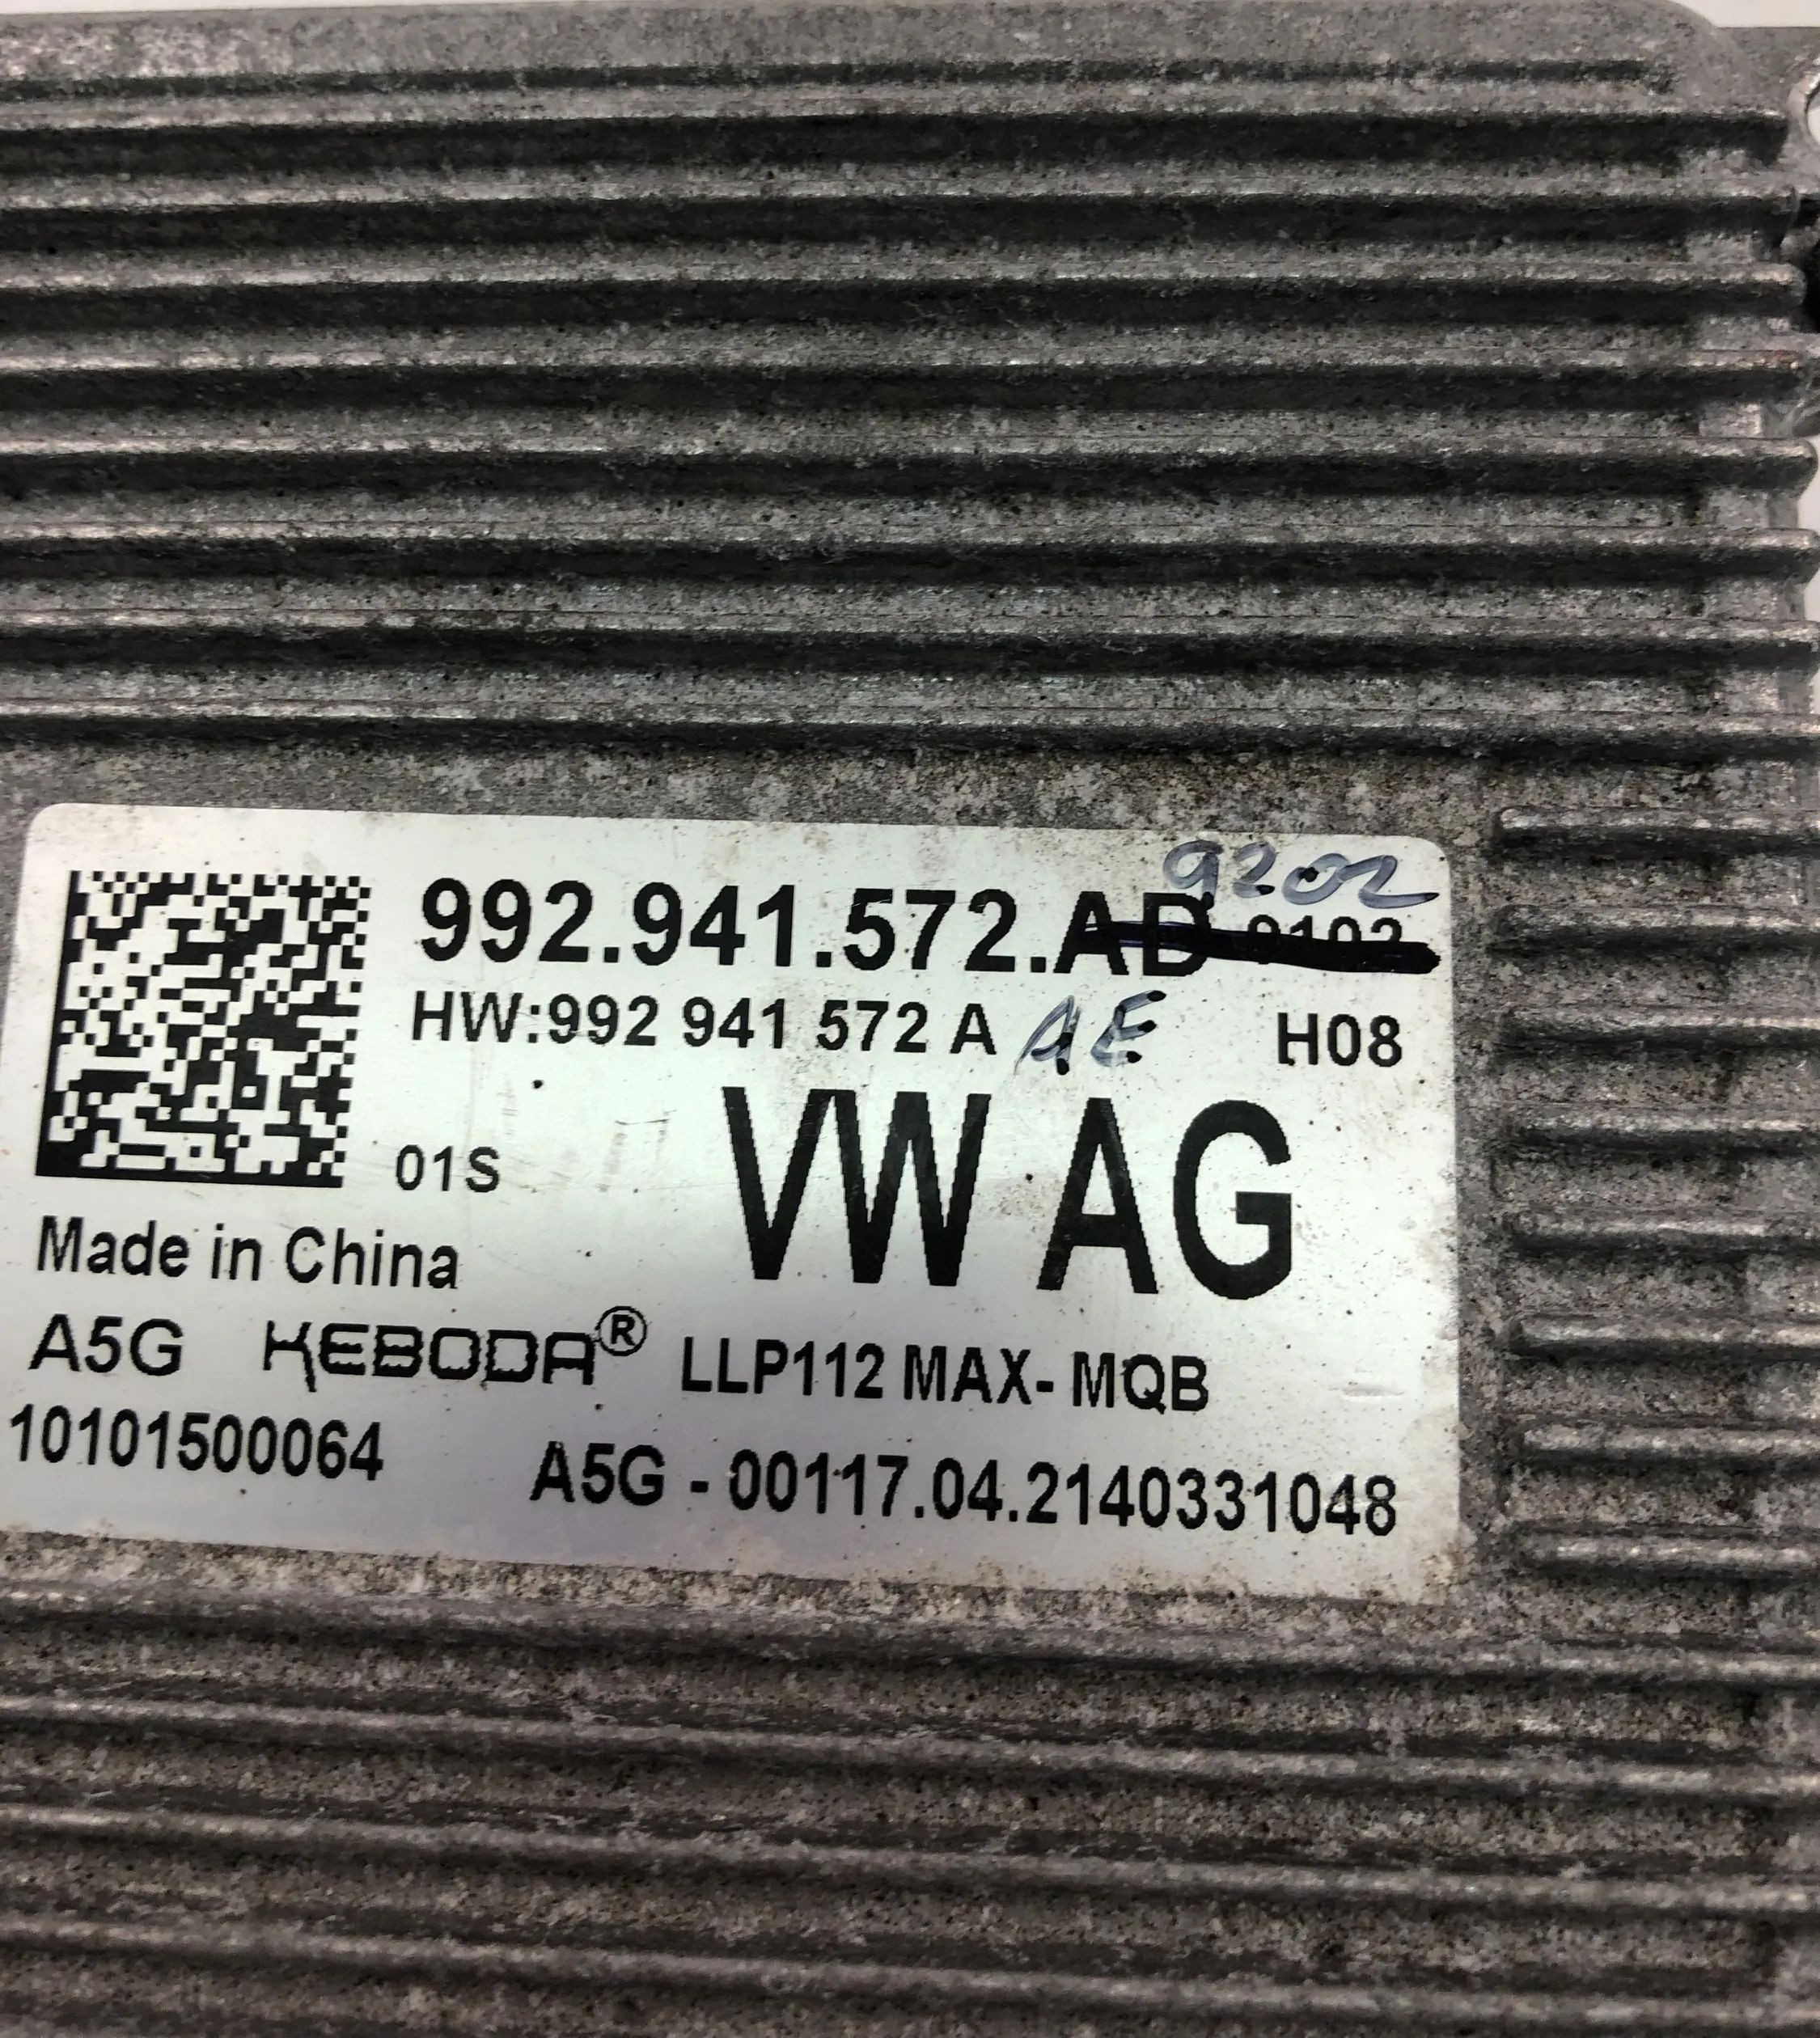 9202
992.941.572.AD 9102
HW:992 941 572 A AE H08
VW AG
01S
Made in China
A5G KEBODA® LLP112 MAX- MQB
10101500064 A5G - 00117.04.2140331048